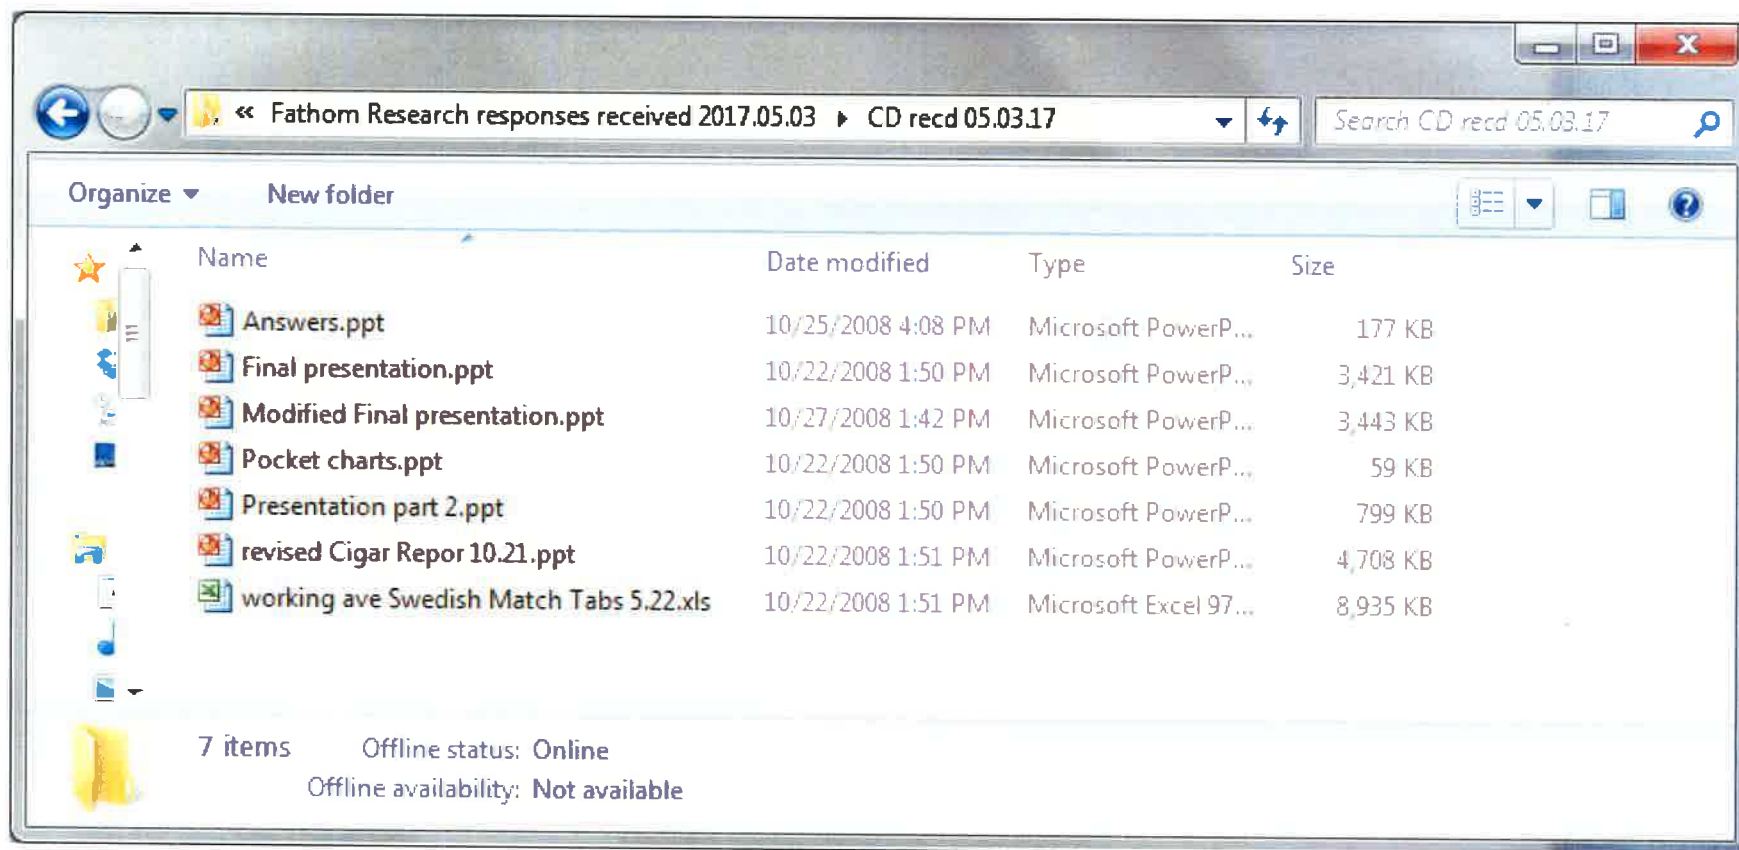 « Fathom Research responses received 2017.05.03 ▸ CD recd 05.03.17 Search CD recd 05.03.17
Organize New folder
Name Date modified Type Size
Answers.ppt 10/25/2008 4:08 PM Microsoft PowerP... 177 KB
Final presentation.ppt 10/22/2008 1:50 PM Microsoft PowerP... 3,421 KB
Modified Final presentation.ppt 10/27/2008 1:42 PM Microsoft PowerP... 3,443 KB
Pocket charts.ppt 10/22/2008 1:50 PM Microsoft PowerP... 59 KB
Presentation part 2.ppt 10/22/2008 1:50 PM Microsoft PowerP... 799 KB
revised Cigar Repor 10.21.ppt 10/22/2008 1:51 PM Microsoft PowerP... 4,708 KB
working ave Swedish Match Tabs 5.22.xls 10/22/2008 1:51 PM Microsoft Excel 97... 8,935 KB
7 items Offline status: Online
Offline availability: Not available